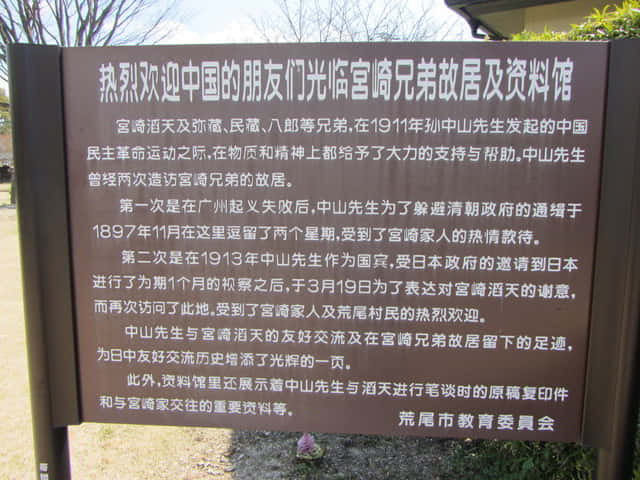 热烈欢迎中国的朋友们光临宫崎兄弟故居及资料馆
宫崎滔天及弥藏、民藏、八郎等兄弟，在1911年孙中山先生发起的中国
民主革命运动之际，在物质和精神上都给予了大力的支持与帮助。中山先生
曾经两次造访宫崎兄弟的故居。
第一次是在广州起义失败后，中山先生为了躲避清朝政府的通缉于
1897年11月在这里逗留了两个星期，受到了宫崎家人的热情款待。
第二次是在1913年中山先生作为国宾，受日本政府的邀请到日本
进行了为期1个月的视察之后，于3月19日为了表达对宫崎滔天的谢意，
而再次访问了此地。受到了宫崎家人及荒尾村民的热烈欢迎。
中山先生与宫崎滔天的友好交流及在宫崎兄弟故居留下的足迹，
为日中友好交流历史增添了光辉的一页。
此外，资料馆里还展示着中山先生与滔天进行笔谈时的原稿复印件
和与宫崎家交往的重要资料等。
荒尾市教育委員会